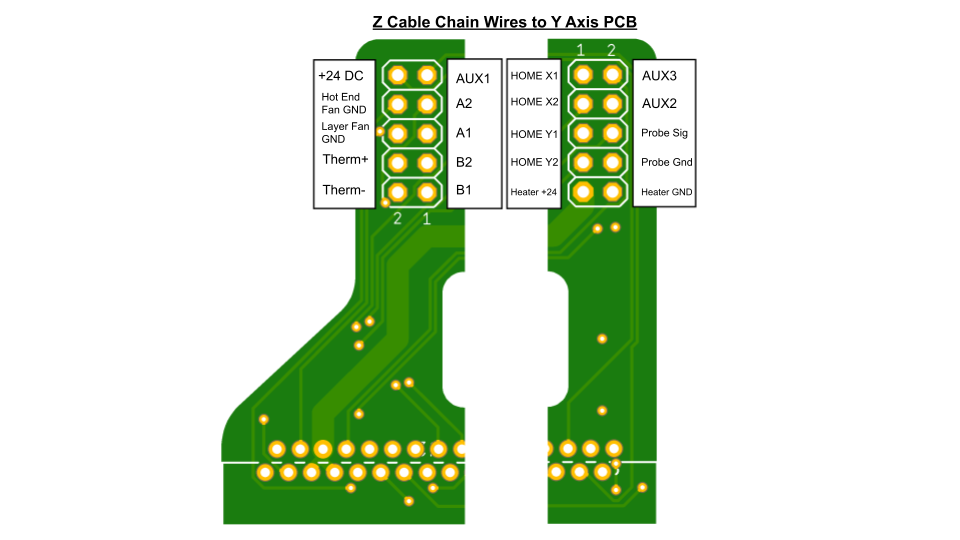 Z Cable Chain Wires to Y Axis PCB
1 2
+24 DC
Hot End
Fan GND
Layer Fan
GND
Therm+
Therm-
AUX1
A2
A1
B2
B1
HOME X1
HOME X2
HOME Y1
HOME Y2
Heater +24
AUX3
AUX2
Probe Sig
Probe Gnd
Heater GND
2 1